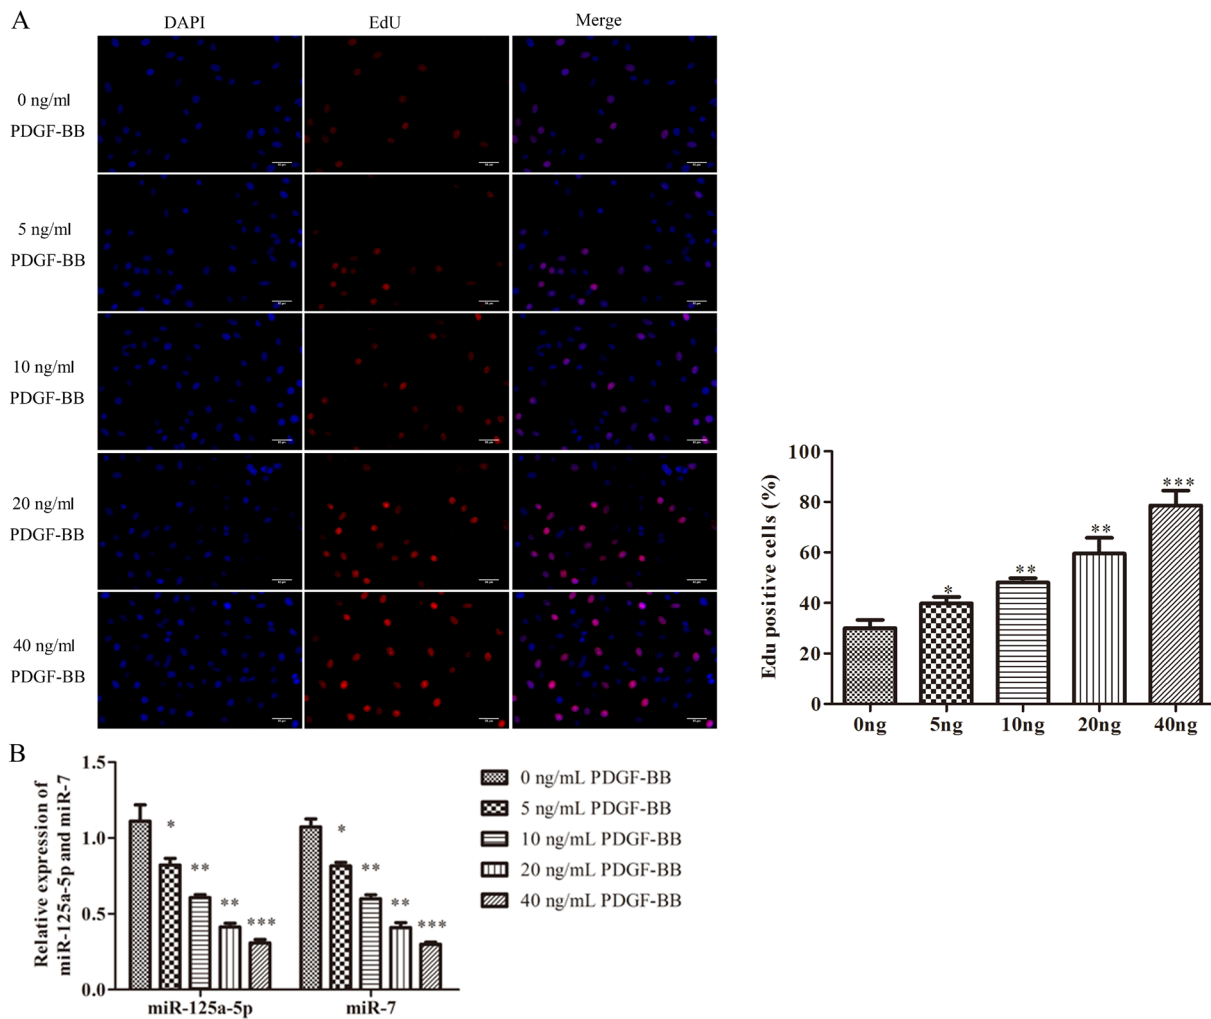 A
DAPI
EdU
Merge
0 ng/ml
PDGF-BB
5 ng/ml
PDGF-BB
10 ng/ml
PDGF-BB
20 ng/ml
PDGF-BB
40 ng/ml
PDGF-BB
Edu positive cells (%)
100
80
60
40
20
0
*
**
**
***
0ng
5ng
10ng
20ng
40ng
B
Relative expression of
miR-125a-5p and miR-7
1.5
1.0
0.5
0.0
*
**
**
***
*
**
**
***
miR-125a-5p
miR-7
0 ng/mL PDGF-BB
5 ng/mL PDGF-BB
10 ng/mL PDGF-BB
20 ng/mL PDGF-BB
40 ng/mL PDGF-BB